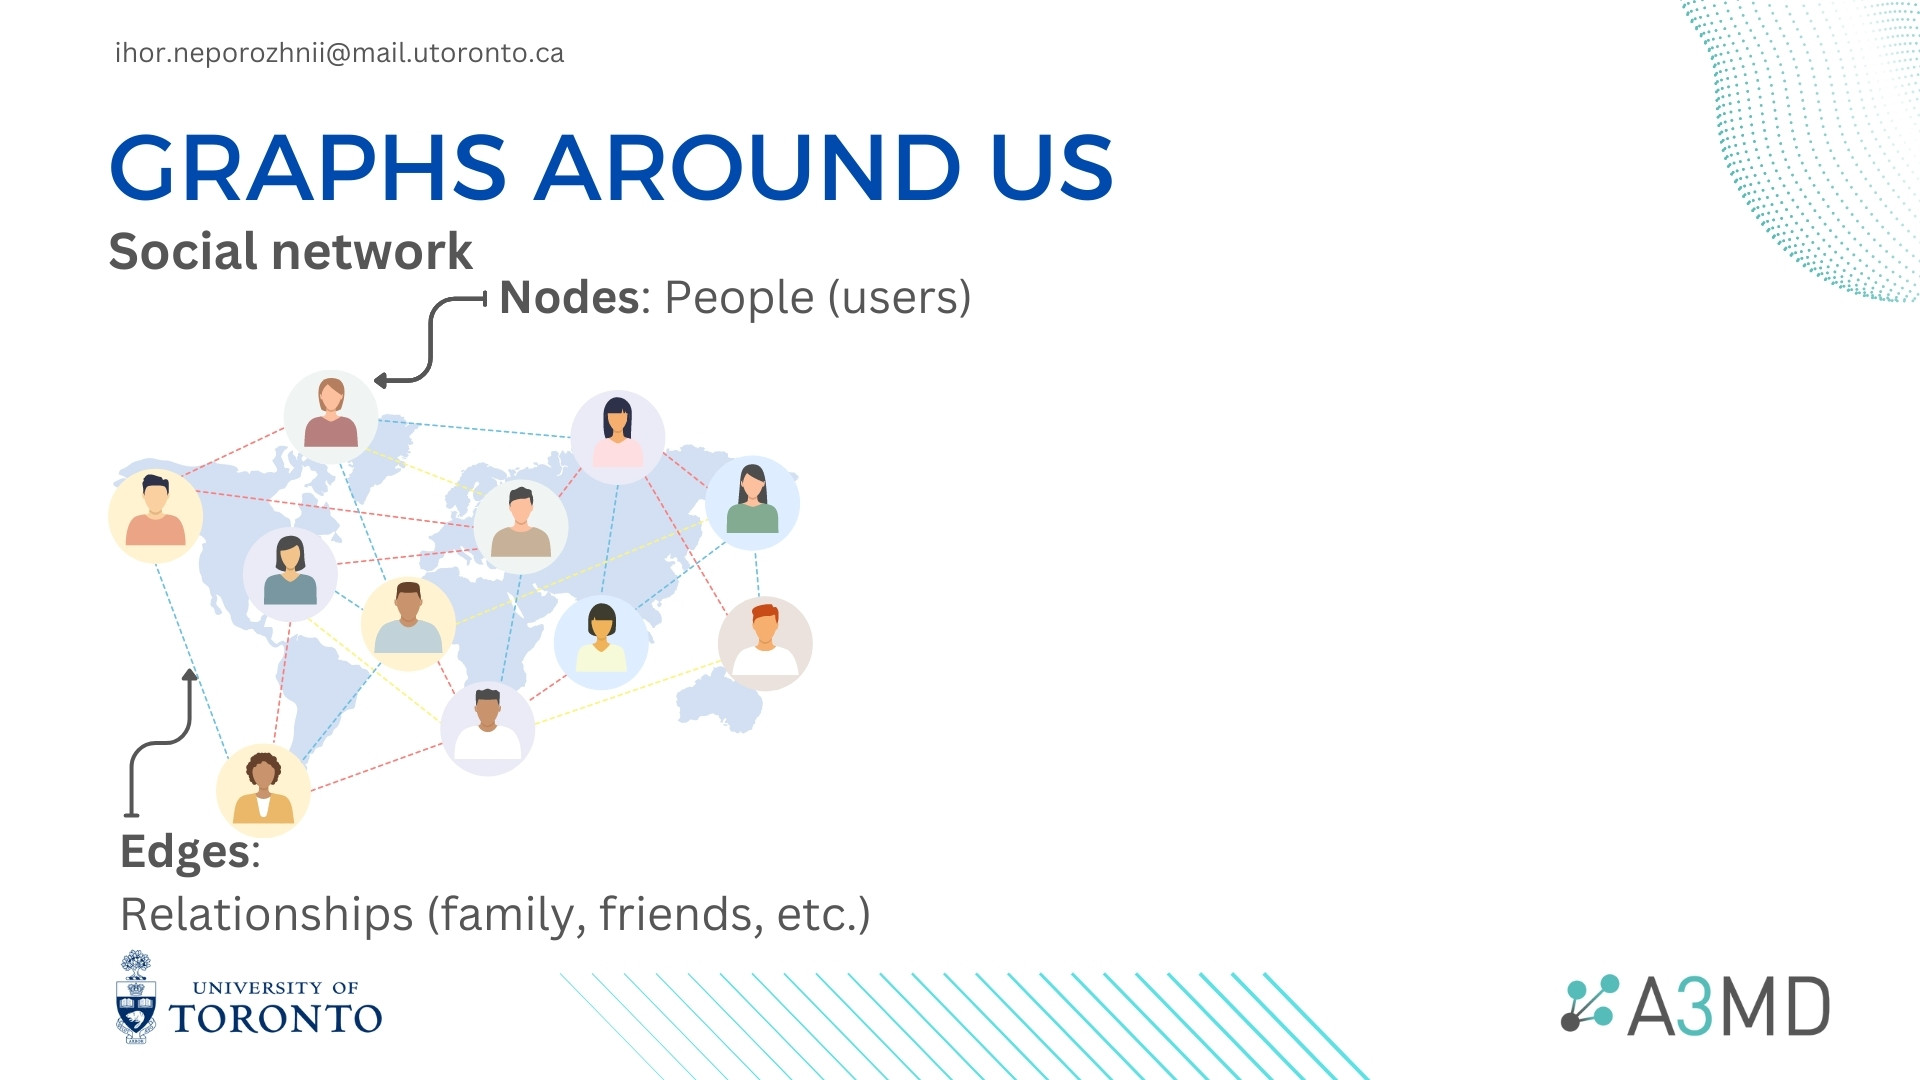 ihor.neporozhnii@mail.utoronto.ca
GRAPHS AROUND US
Social network
Nodes: People (users)
Edges:
Relationships (family, friends, etc.)
UNIVERSITY OF
TORONTO
A3MD